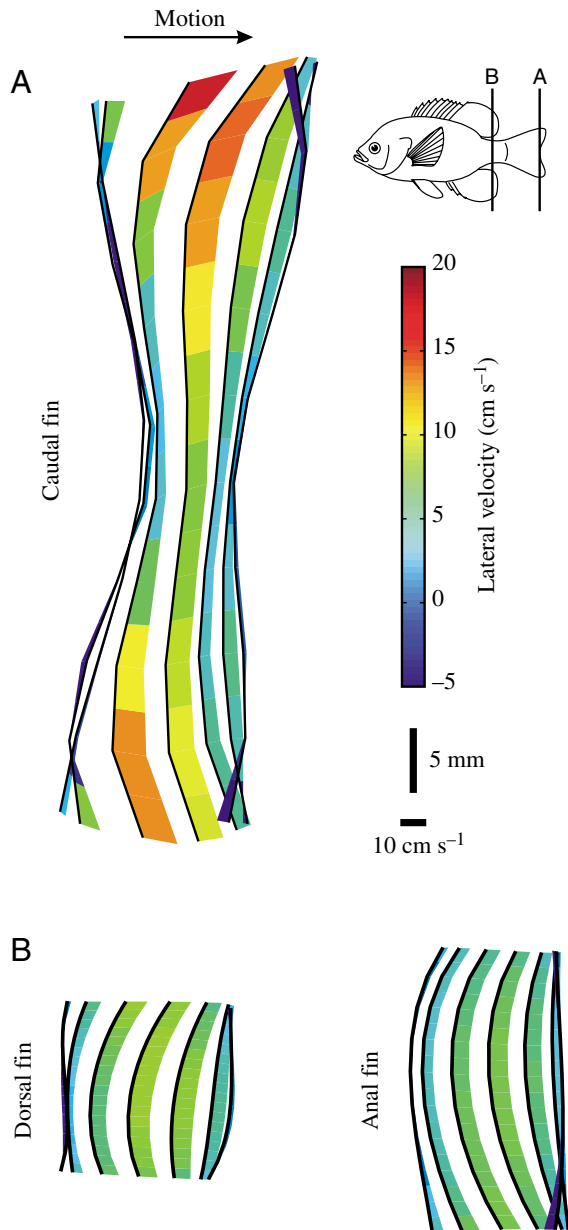 Motion
A
B A
Caudal fin
20
15
10
5
0
–5
Lateral velocity (cm s⁻¹)
5 mm
10 cm s⁻¹
B
Dorsal fin
Anal fin